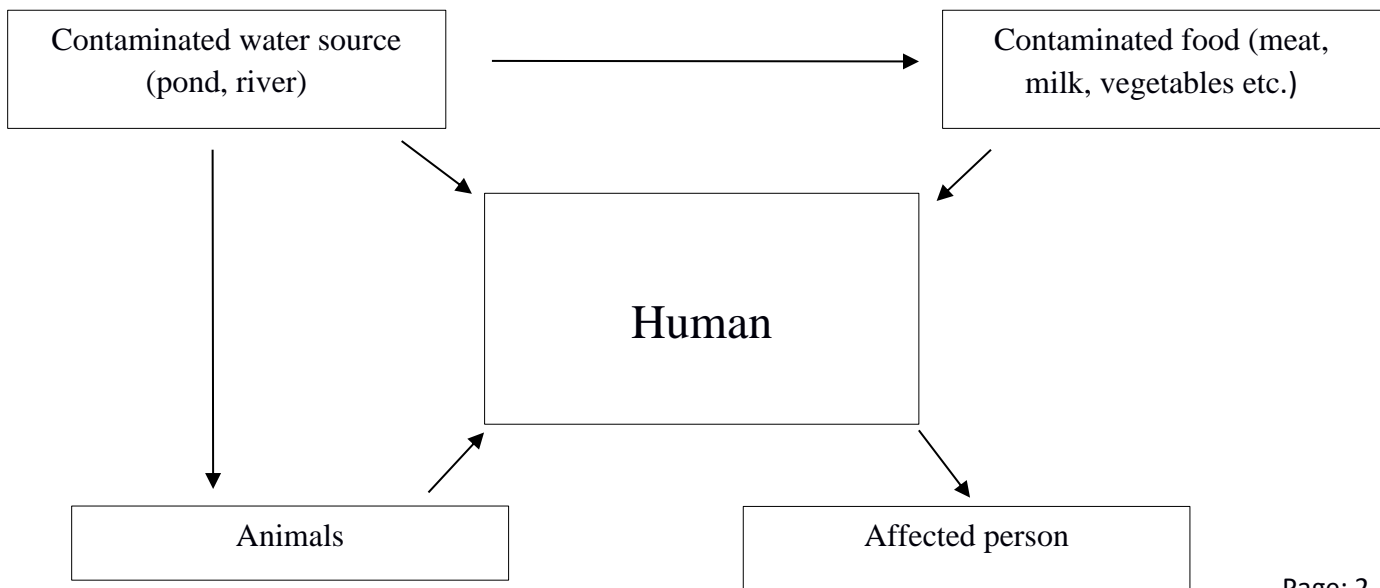 Contaminated water source
(pond, river)
Contaminated food (meat,
milk, vegetables etc.)
Human
Animals
Affected person
Page: 2